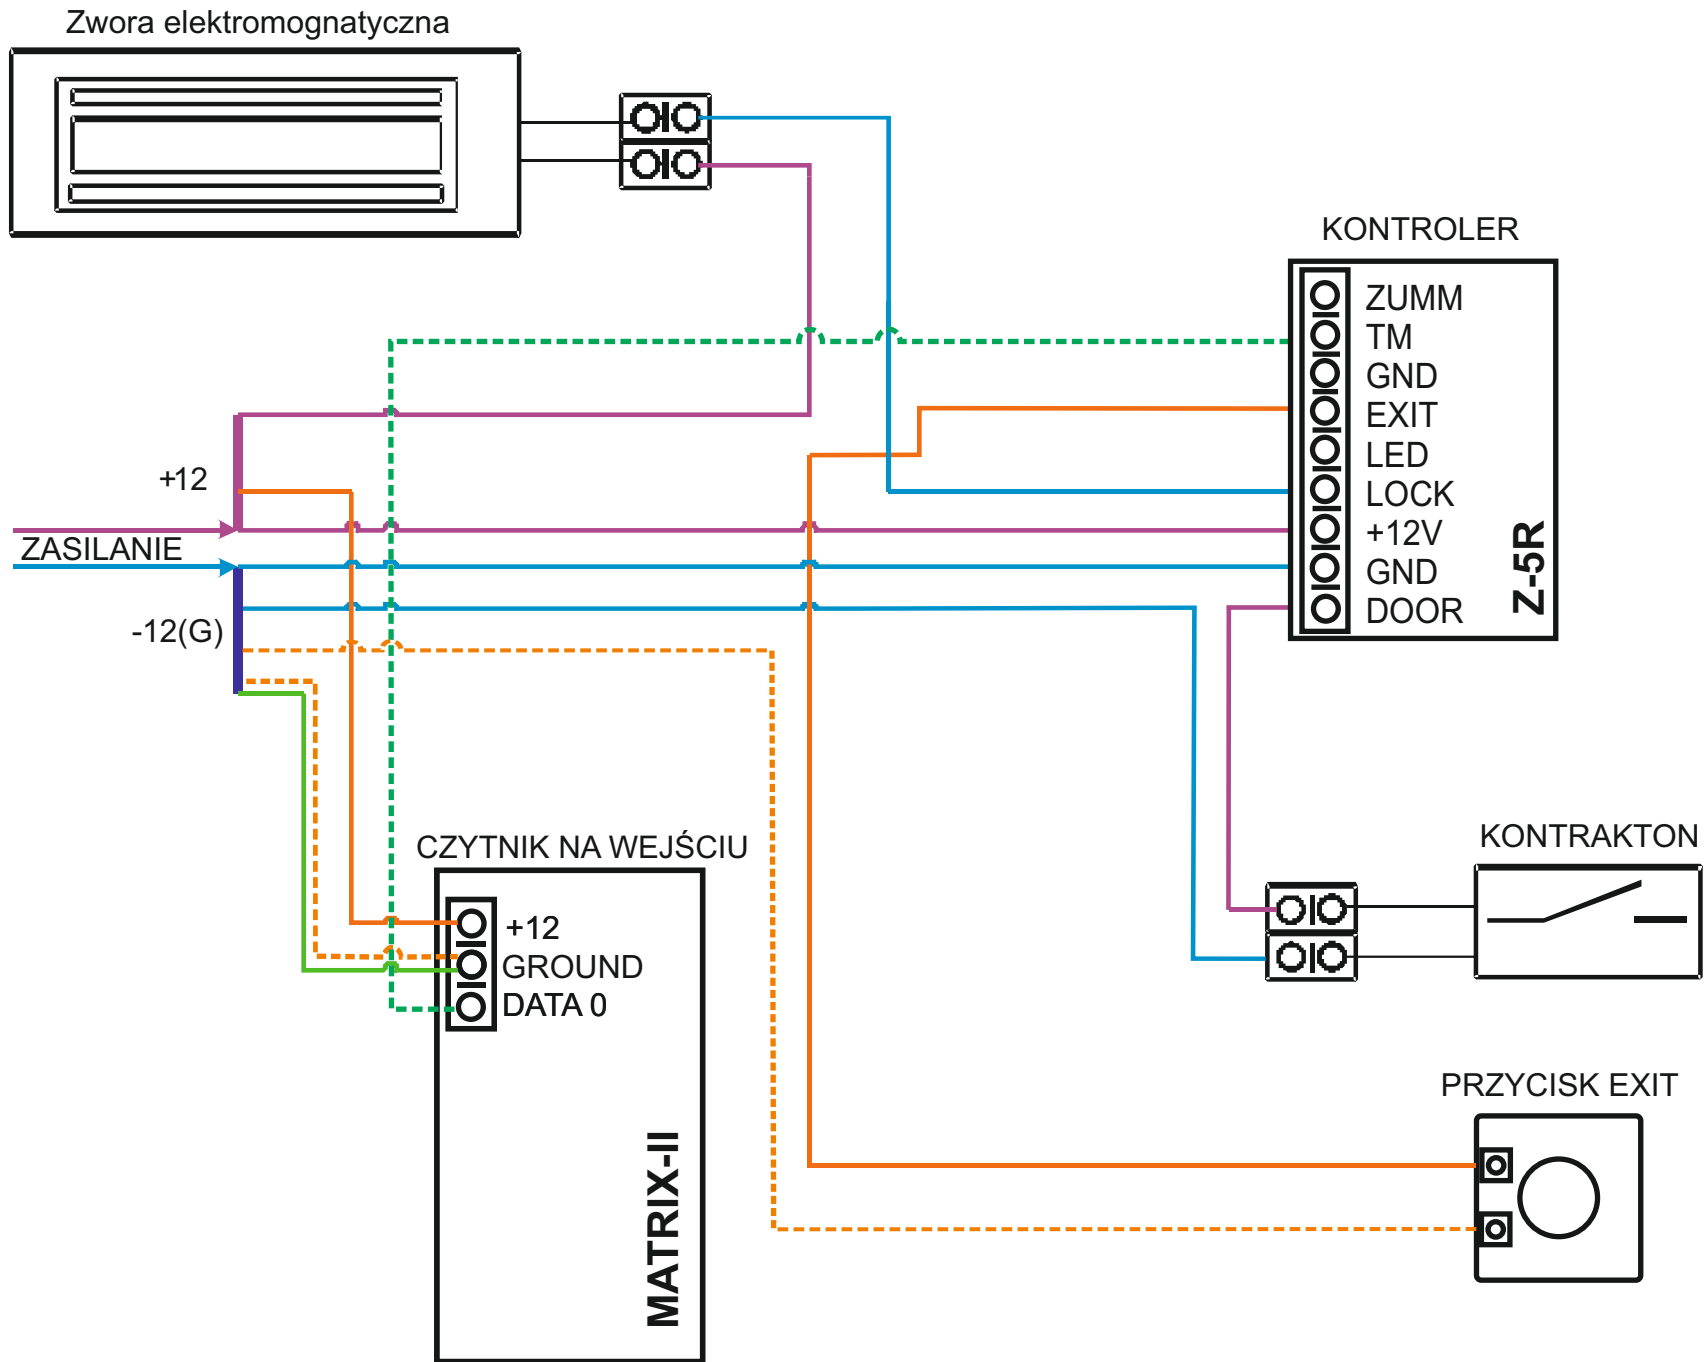 Zwora elektromognatyczna
KONTROLER
ZUMM
TM
GND
EXIT
LED
LOCK
+12V
GND
DOOR
Z-5R
+12
ZASILANIE
-12(G)
CZYTNIK NA WEJŚCIU
+12
GROUND
DATA 0
MATRIX-II
KONTRAKTON
PRZYCISK EXIT